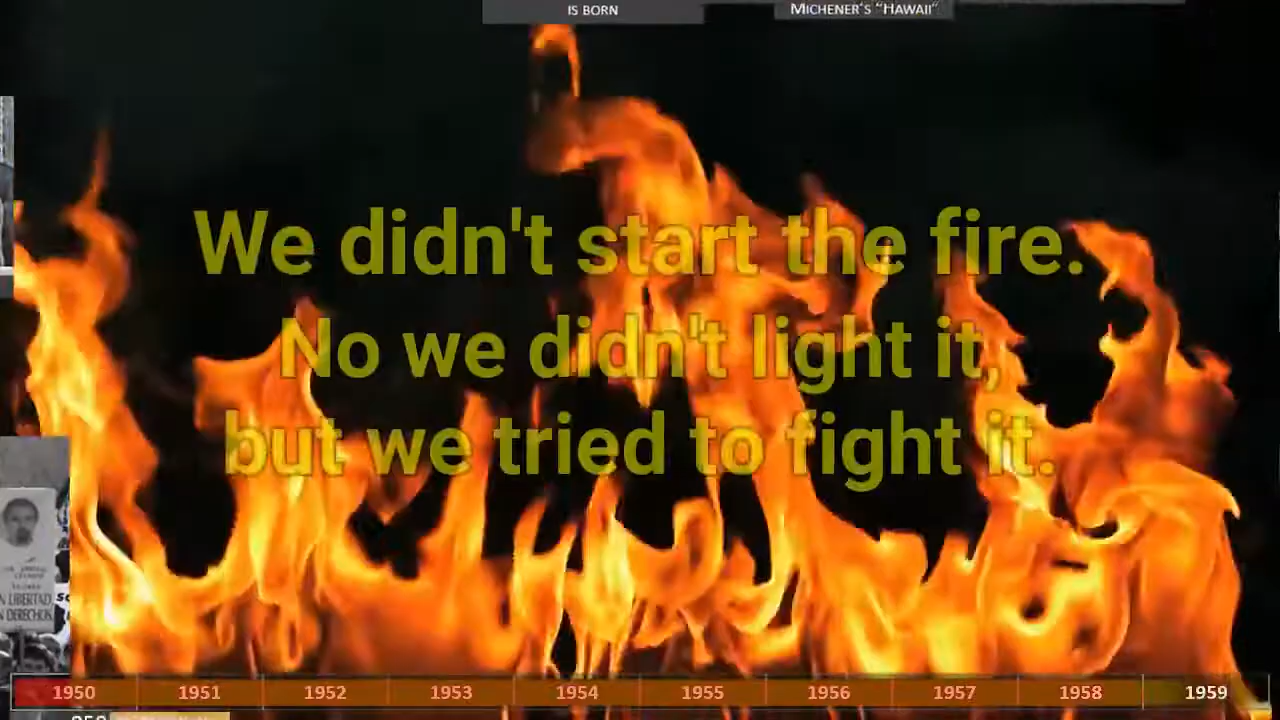 IS BORN
MICHENER'S "HAWAII"
We didn't start the fire.
No we didn't light it,
but we tried to fight it.
N LIBERTAD
N DERECHOS
1950 1951 1952 1953 1954 1955 1956 1957 1958 1959